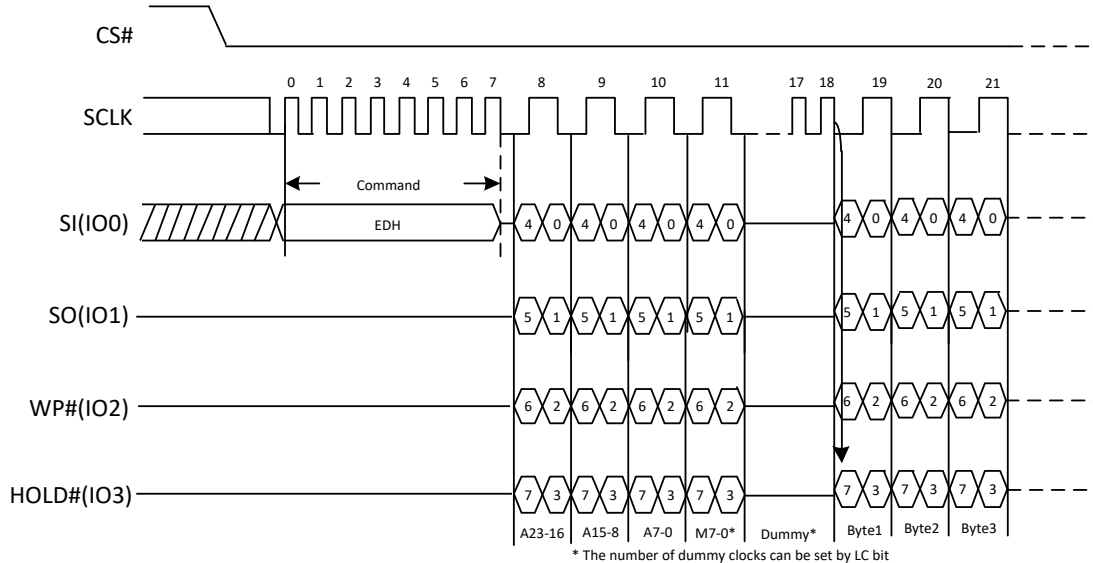 CS#
0 1 2 3 4 5 6 7 8 9 10 11 17 18 19 20 21
SCLK
Command
SI(IO0) EDH 4 0 4 0 4 0 4 0 4 0 4 0 4 0
SO(IO1) 5 1 5 1 5 1 5 1 5 1 5 1 5 1
WP#(IO2) 6 2 6 2 6 2 6 2 6 2 6 2 6 2
HOLD#(IO3) 7 3 7 3 7 3 7 3 7 3 7 3 7 3
A23-16 A15-8 A7-0 M7-0* Dummy* Byte1 Byte2 Byte3
* The number of dummy clocks can be set by LC bit